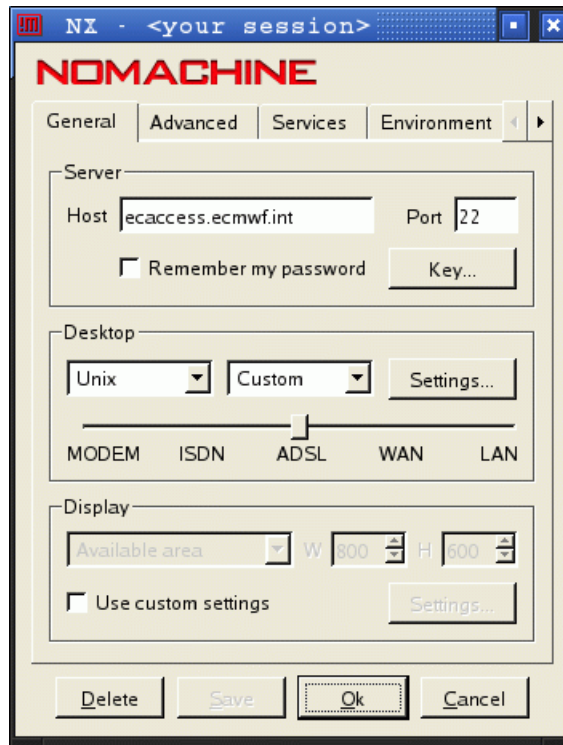 !M NX - <your session>
NOMACHINE
General Advanced Services Environment
Server
Host ecaccess.ecmwf.int Port 22
Remember my password Key...
Desktop
Unix Custom Settings...
MODEM ISDN ADSL WAN LAN
Display
Available area W 800 H 600
Use custom settings Settings...
Delete Save Ok Cancel